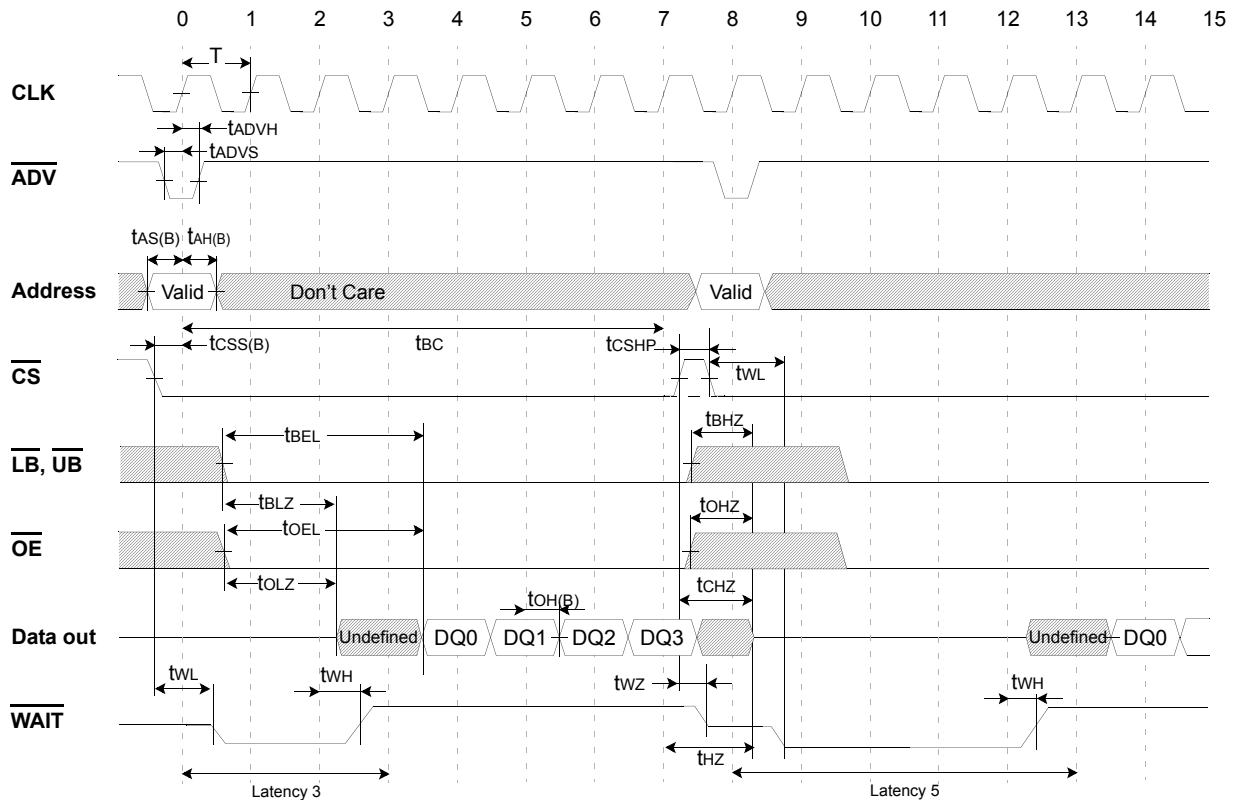 0 1 2 3 4 5 6 7 8 9 10 11 12 13 14 15
T
CLK
tADVH
tADVS
ADV
tAS(B) tAH(B)
Address Valid Don't Care Valid
tCSS(B) tBC tCSHP
tWL
CS
tBHZ
tBEL
LB, UB
tBLZ
tOEL tOHZ
OE
tOLZ tCHZ
tOH(B)
Data out Undefined DQ0 DQ1 DQ2 DQ3 Undefined DQ0
tWL tWH tWZ tWH
WAIT
tHZ
Latency 3 Latency 5